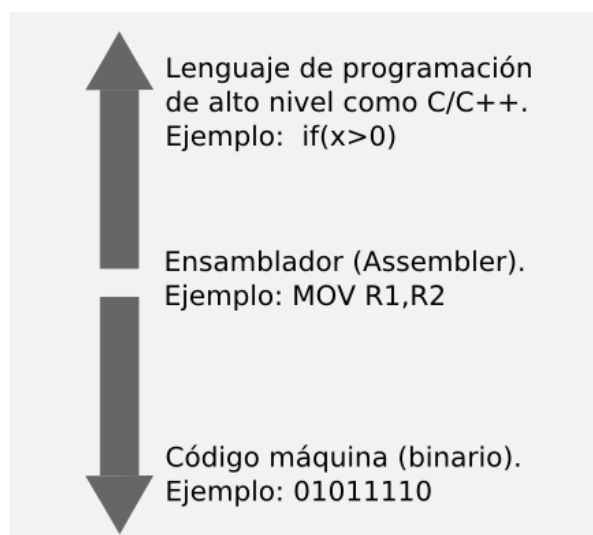 Lenguaje de programación
de alto nivel como C/C++.
Ejemplo:  if(x>0)
Ensamblador (Assembler).
Ejemplo: MOV R1,R2
Código máquina (binario).
Ejemplo: 01011110